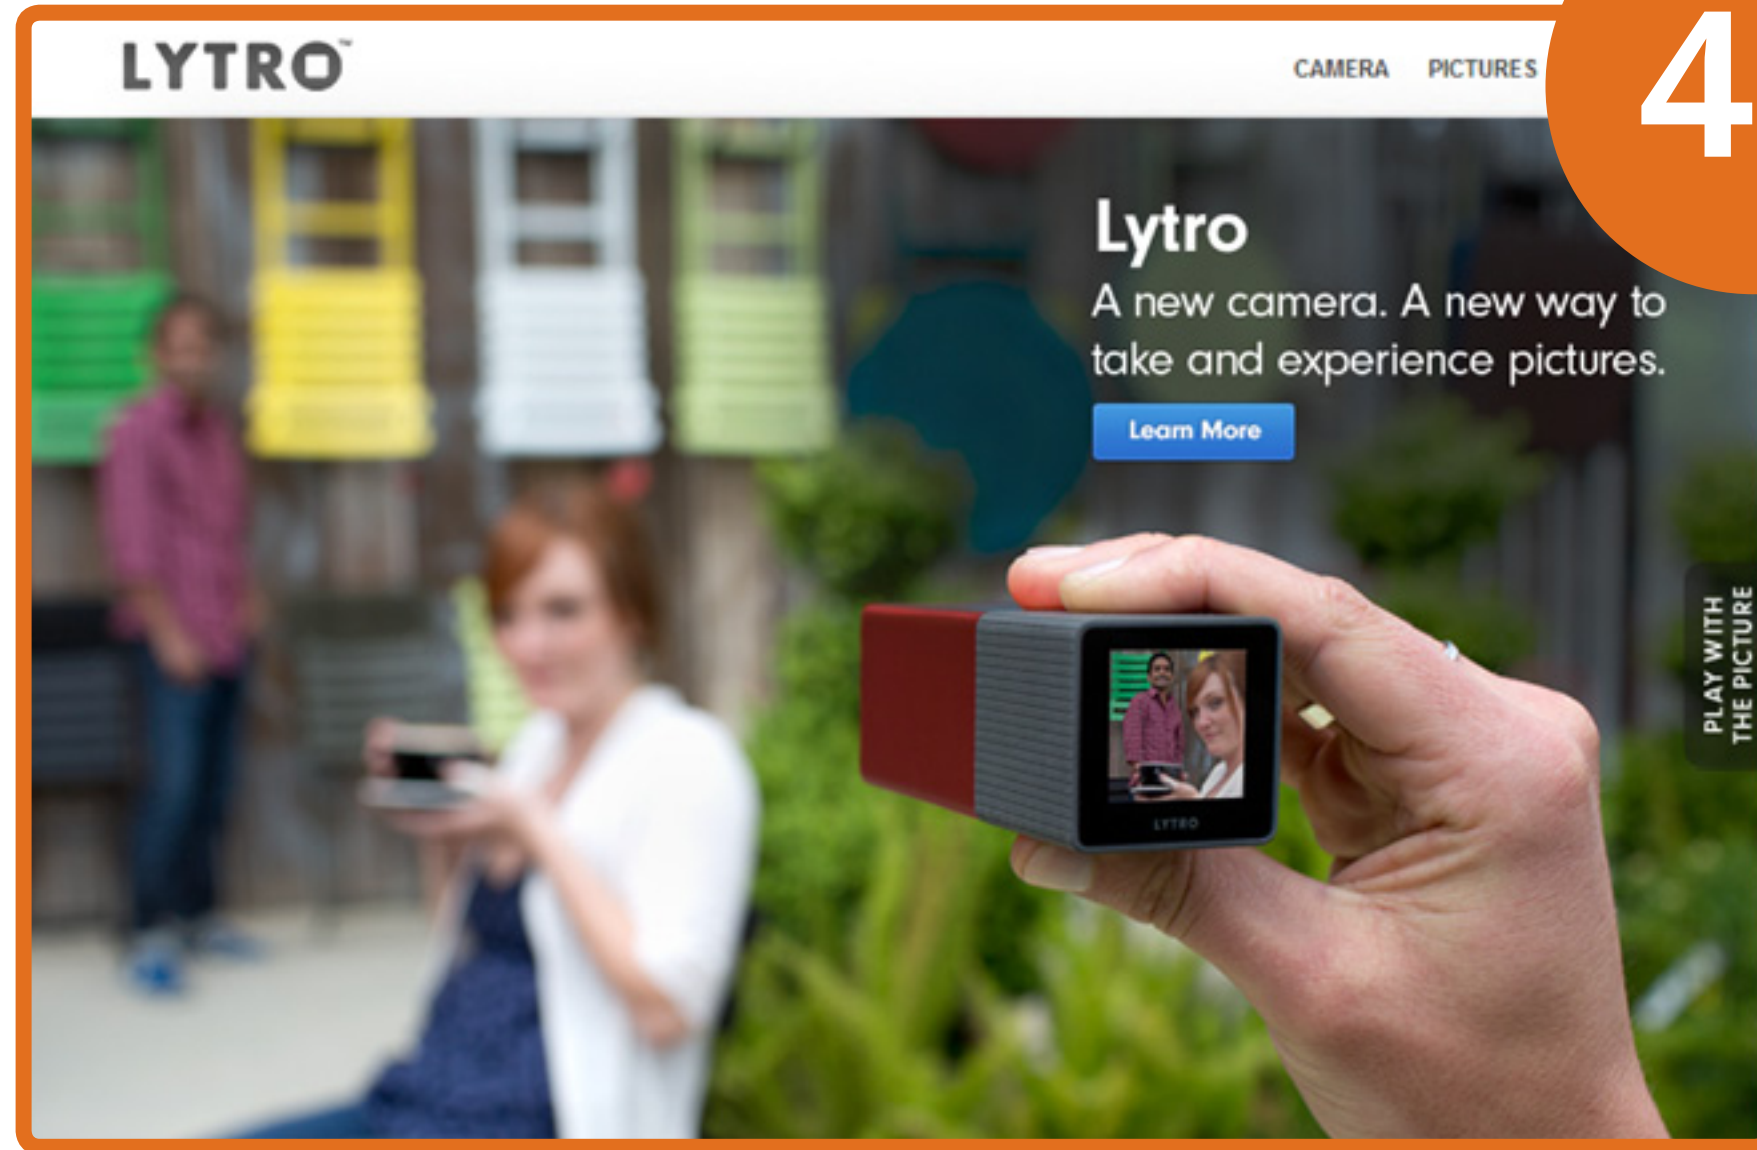 LYTRO™
CAMERA PICTURES
4
Lytro
A new camera. A new way to
take and experience pictures.
Learn More
PLAY WITH
THE PICTURE
LYTRO